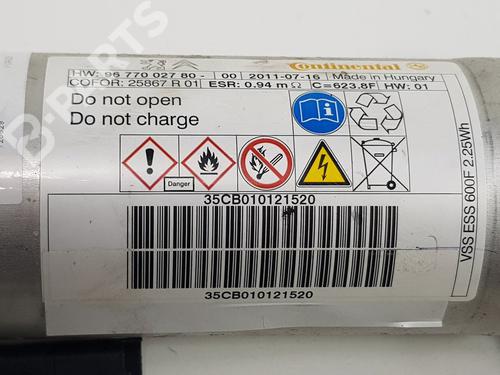 B-PARTS
Continental
HW: 96 770 027 80 - 00 2011-07-16 Made in Hungary
COFOR: 25867 R 01 ESR: 0.94 m Ω C=623.8F HW: 01
Do not open
Do not charge
Danger
35CB010121520
35CB010121520
VSS ESS 600F 2.25Wh